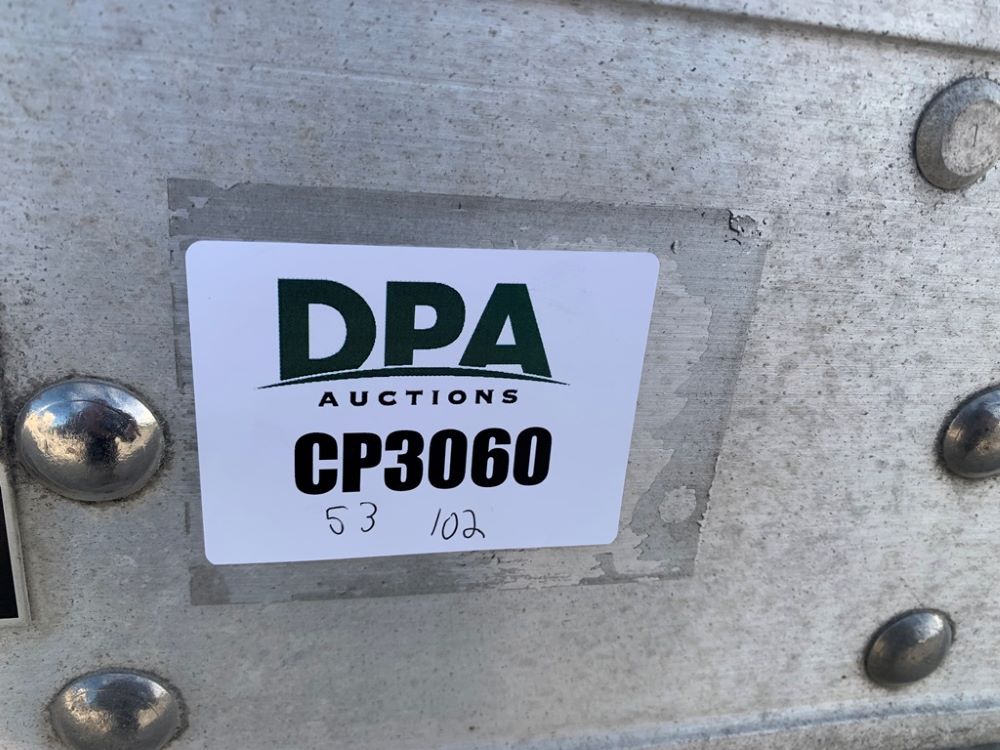 DPA
AUCTIONS
CP3060
53 102